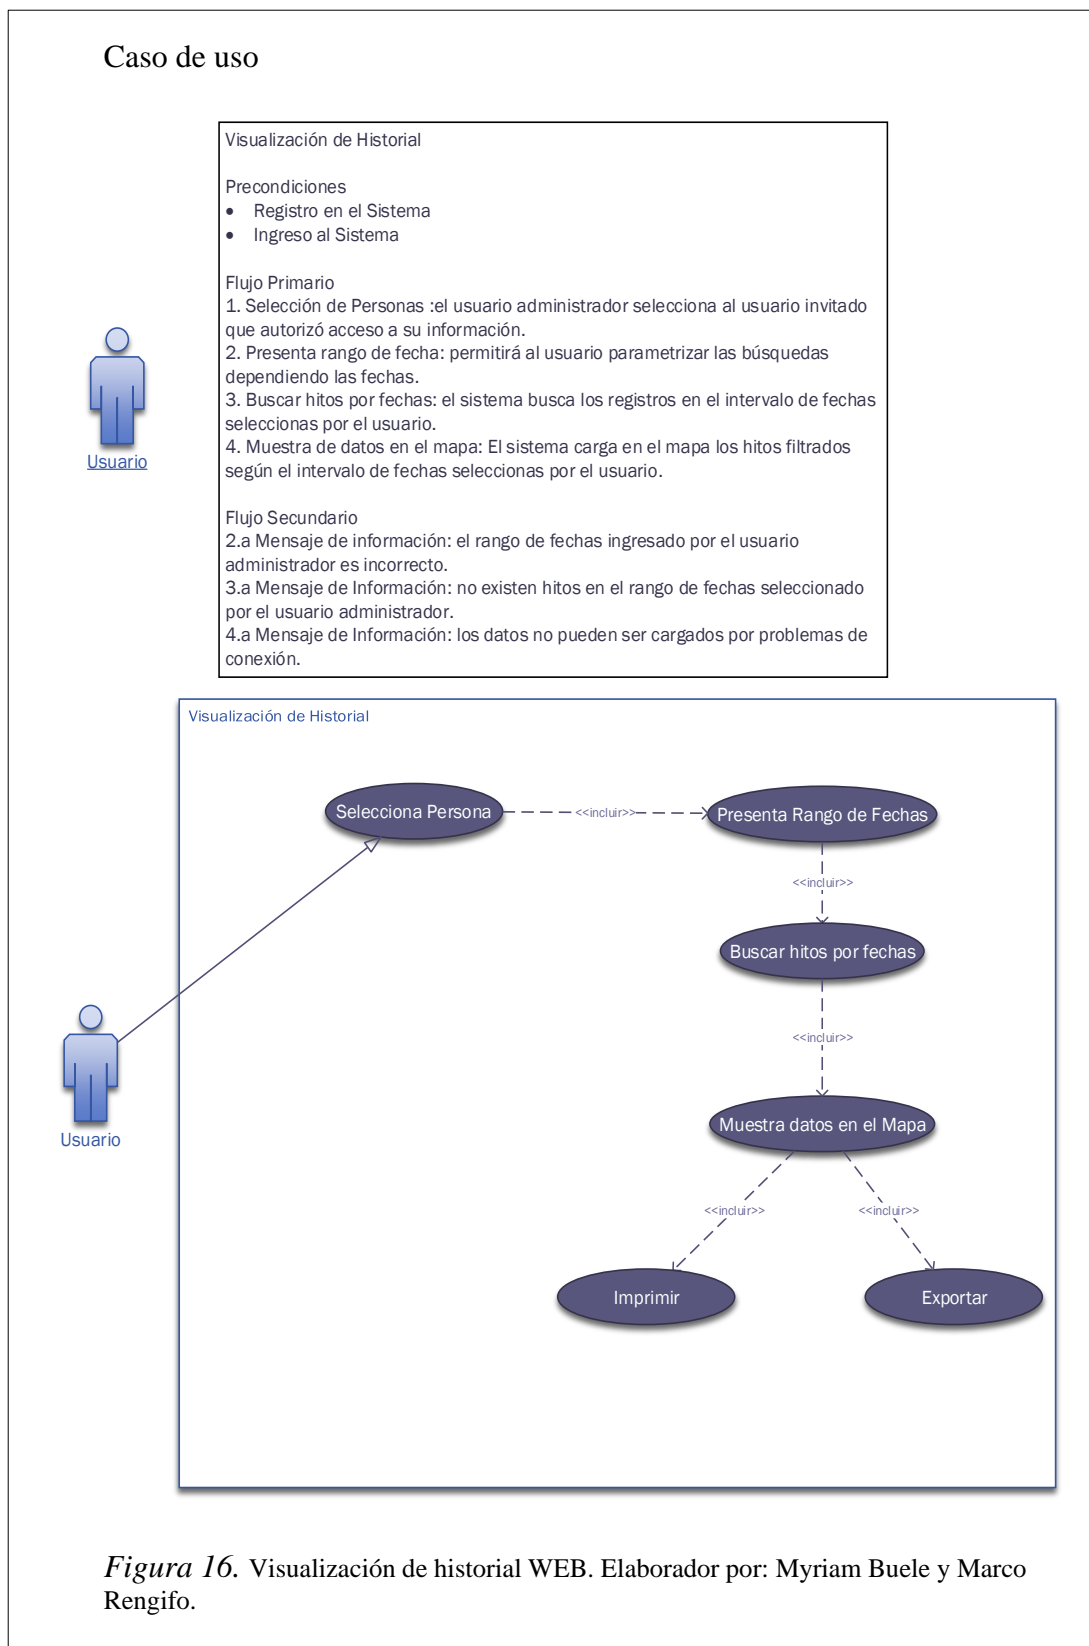 Caso de uso
Visualización de Historial
Precondiciones
• Registro en el Sistema
• Ingreso al Sistema
Flujo Primario
1. Selección de Personas :el usuario administrador selecciona al usuario invitado
que autorizó acceso a su información.
2. Presenta rango de fecha: permitirá al usuario parametrizar las búsquedas
dependiendo las fechas.
3. Buscar hitos por fechas: el sistema busca los registros en el intervalo de fechas
seleccionas por el usuario.
4. Muestra de datos en el mapa: El sistema carga en el mapa los hitos filtrados
según el intervalo de fechas seleccionas por el usuario.
Flujo Secundario
2.a Mensaje de información: el rango de fechas ingresado por el usuario
administrador es incorrecto.
3.a Mensaje de Información: no existen hitos en el rango de fechas seleccionado
por el usuario administrador.
4.a Mensaje de Información: los datos no pueden ser cargados por problemas de
conexión.
Usuario
Visualización de Historial
Selecciona Persona
<<incluir>>
Presenta Rango de Fechas
<<incluir>>
Buscar hitos por fechas
<<incluir>>
Muestra datos en el Mapa
<<incluir>>
<<incluir>>
Imprimir
Exportar
Usuario
Figura 16. Visualización de historial WEB. Elaborador por: Myriam Buele y Marco
Rengifo.